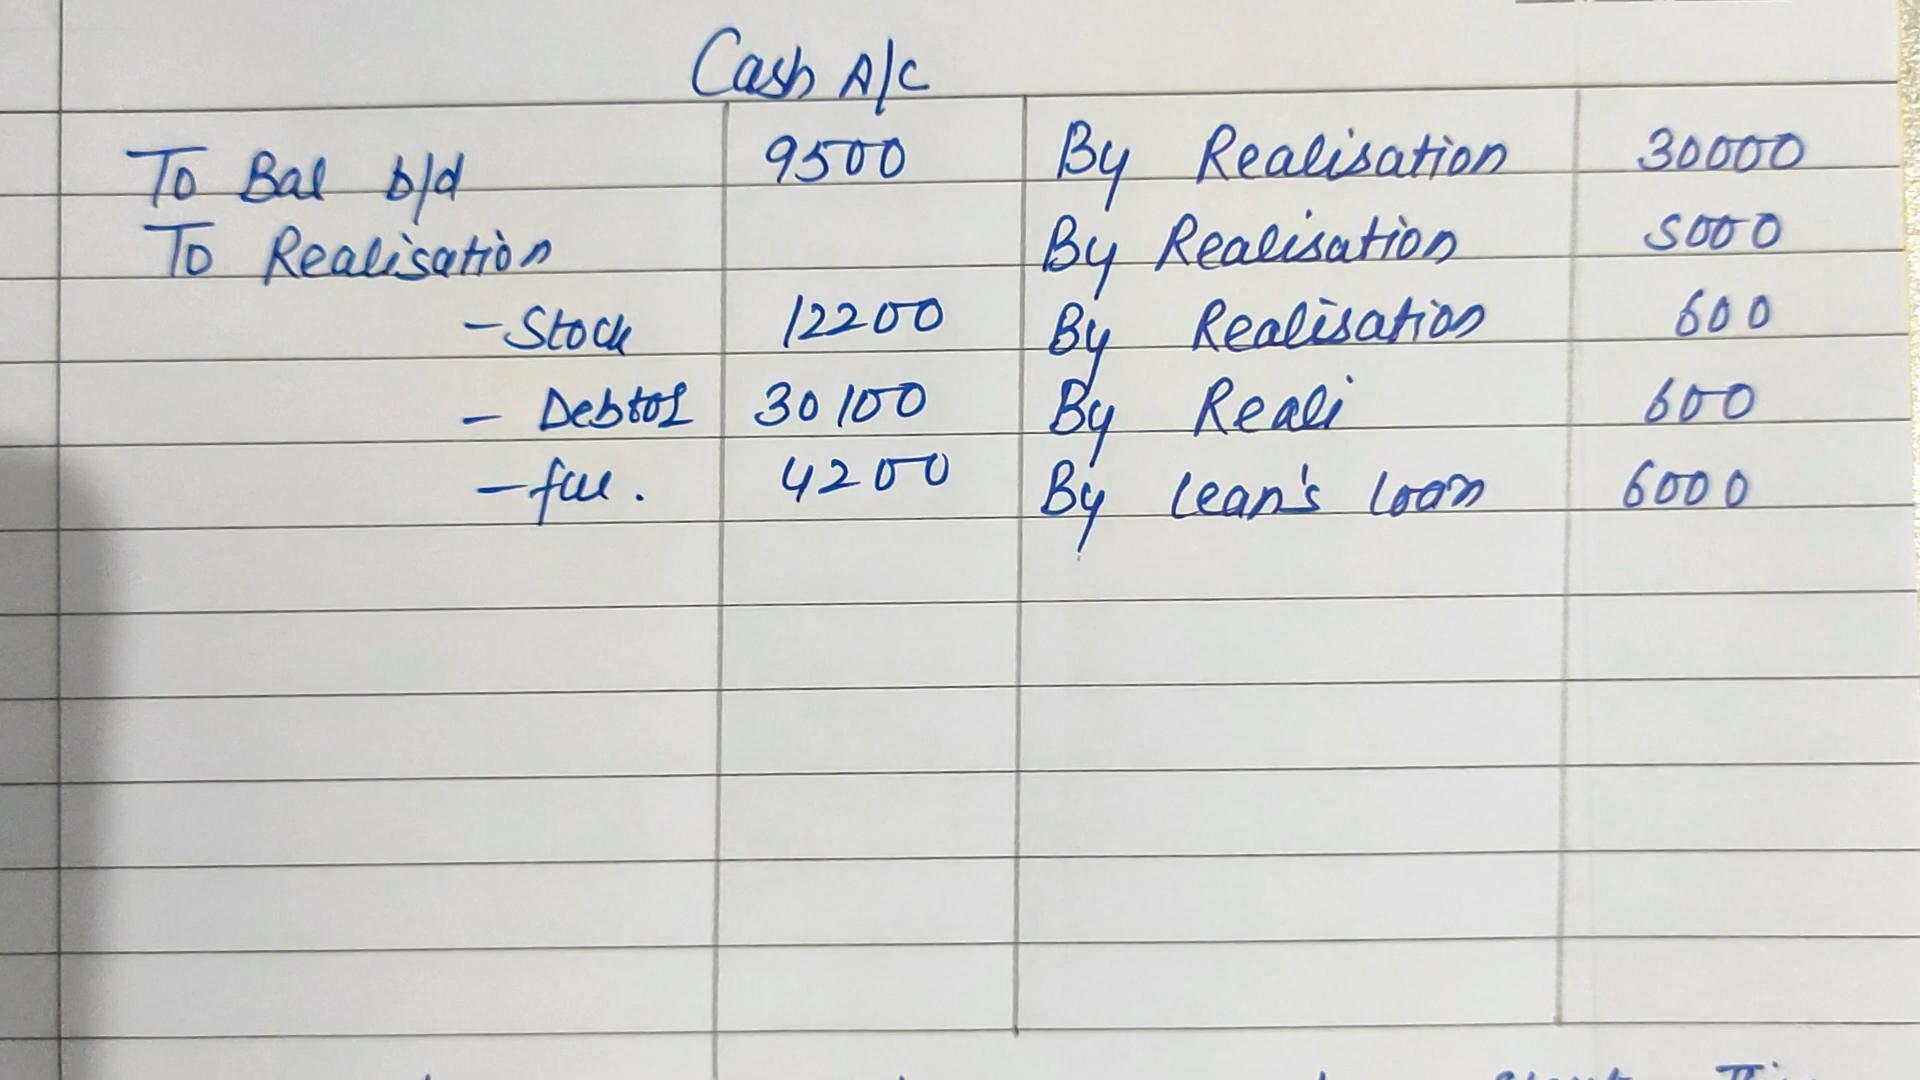 Cash A/C
To Bal b/d 9500 By Realisation 30000
To Realisation By Realisation 5000
- Stock 12200 By Realisation 600
- Debtor 30100 By Reali 600
- fur. 4200 By lean's loan 6000